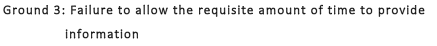 Ground 3: Failure to allow the requisite amount of time to provide
information